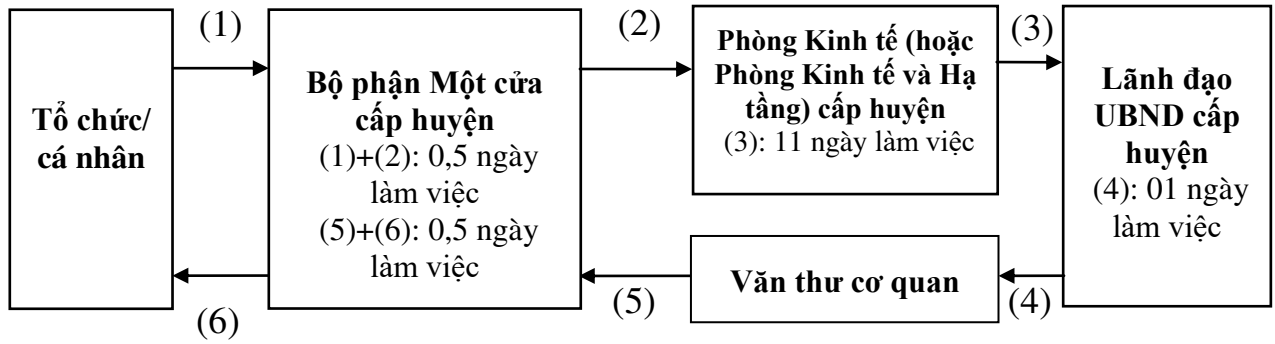 (1)
(2)
(3)
Tổ chức/
cá nhân
Bộ phận Một cửa
cấp huyện
(1)+(2): 0,5 ngày
làm việc
(5)+(6): 0,5 ngày
làm việc
Phòng Kinh tế (hoặc
Phòng Kinh tế và Hạ
tầng) cấp huyện
(3): 11 ngày làm việc
Lãnh đạo
UBND cấp
huyện
(4): 01 ngày
làm việc
Văn thư cơ quan
(6)
(5)
(4)